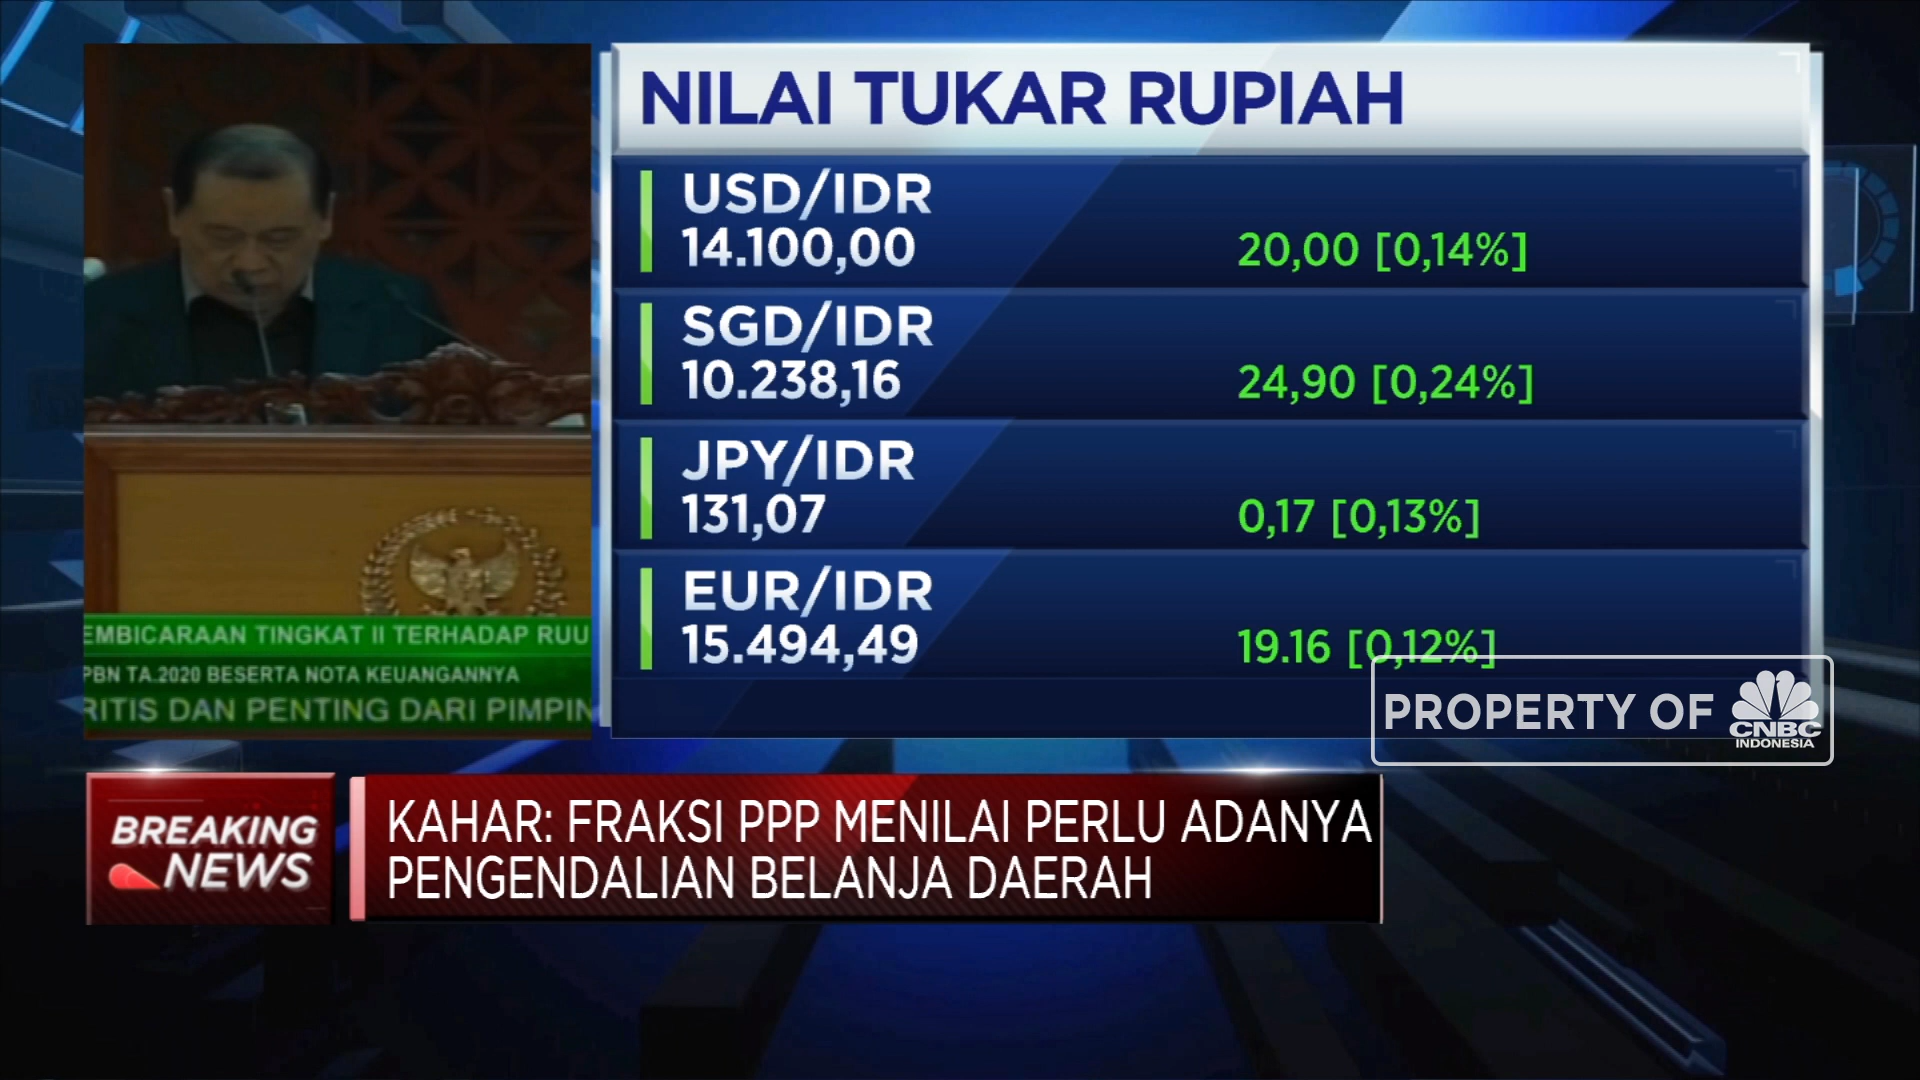 NILAI TUKAR RUPIAH
USD/IDR
14.100,00
20,00 [0,14%]
SGD/IDR
10.238,16
24,90 [0,24%]
JPY/IDR
131,07
0,17 [0,13%]
EUR/IDR
15.494,49
19.16 [0,12%]
EMBICARAAN TINGKAT II TERHADAP RUU
PBN TA.2020 BESERTA NOTA KEUANGANNYA
RITIS DAN PENTING DARI PIMPIN
PROPERTY OF
CNBC
INDONESIA
BREAKING
NEWS
KAHAR: FRAKSI PPP MENILAI PERLU ADANYA
PENGENDALIAN BELANJA DAERAH